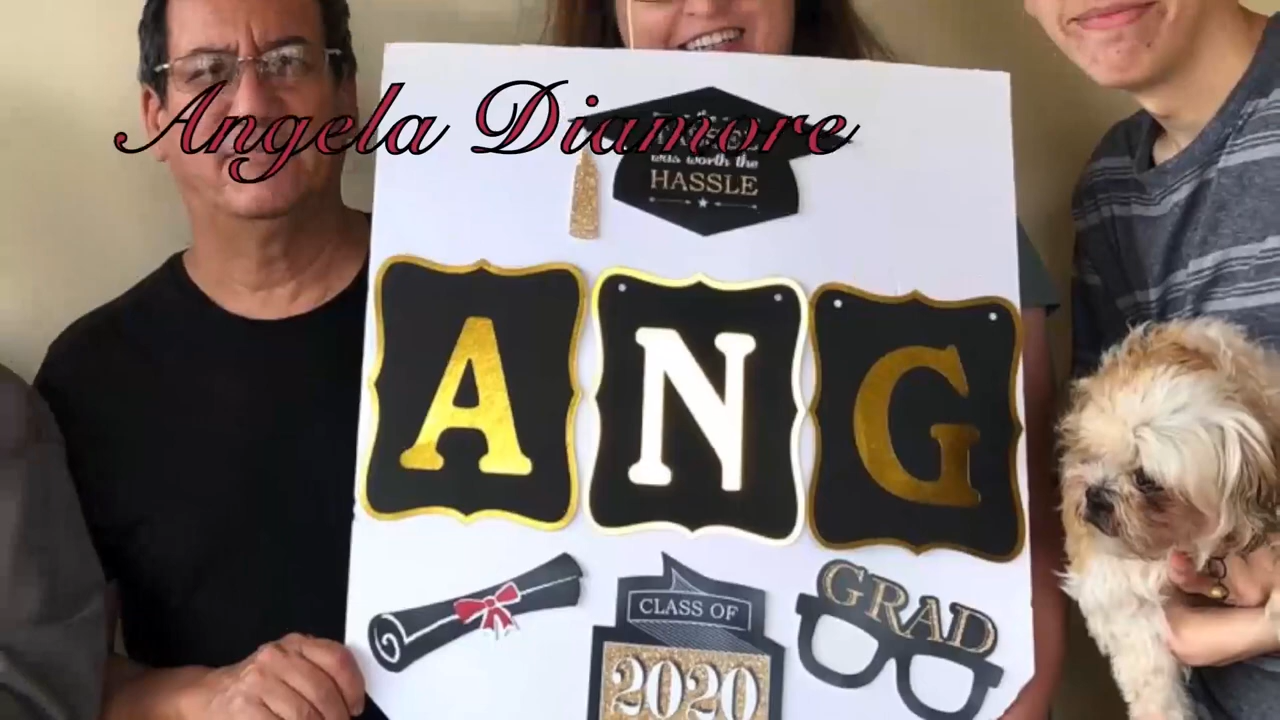 Angela Diamore
was worth the
HASSLE
A N G
CLASS OF
2020
GRAD